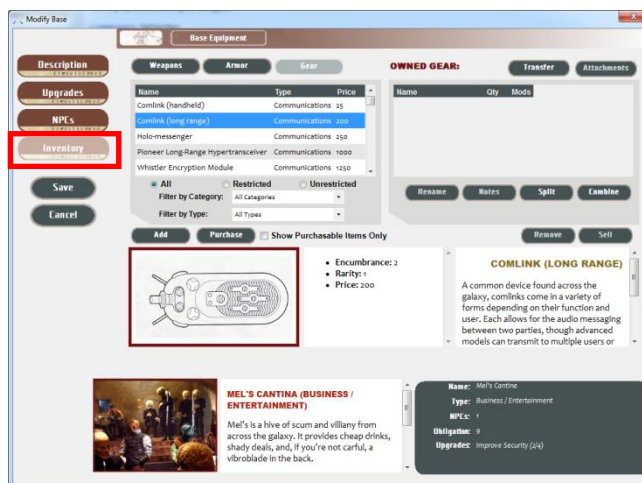 Modify Base
Base Equipment
Description
Upgrades
NPCs
Inventory
Save
Cancel
Weapons Armor Gear
Name Type Price
Comlink (handheld) Communications 25
Comlink (long range) Communications 200
Holo-messenger Communications 250
Pioneer Long-Range Hypertransceiver Communications 1000
Whistler Encryption Module Communications 1250
All Restricted Unrestricted
Filter by Category: All Categories
Filter by Type: All Types
Add Purchase Show Purchasable Items Only
OWNED GEAR: Transfer Attachments
Name Qty Mods
Rename Notes Split Combine
Remove Sell
• Encumbrance: 2
• Rarity: 1
• Price: 200
COMLINK (LONG RANGE)
A common device found across the
galaxy, comlinks come in a variety of
forms depending on their function and
user. Each allows for the audio messaging
between two parties, though advanced
models can transmit to multiple users or
MEL'S CANTINA (BUSINESS /
ENTERTAINMENT)
Mel's is a hive of scum and villiany from
across the galaxy. It provides cheap drinks,
shady deals, and, if you're not carful, a
vibroblade in the back.
Name: Mel's Cantina
Type: Business / Entertainment
NPCs: 1
Obligation: 9
Upgrades: Improve Security (2/4)